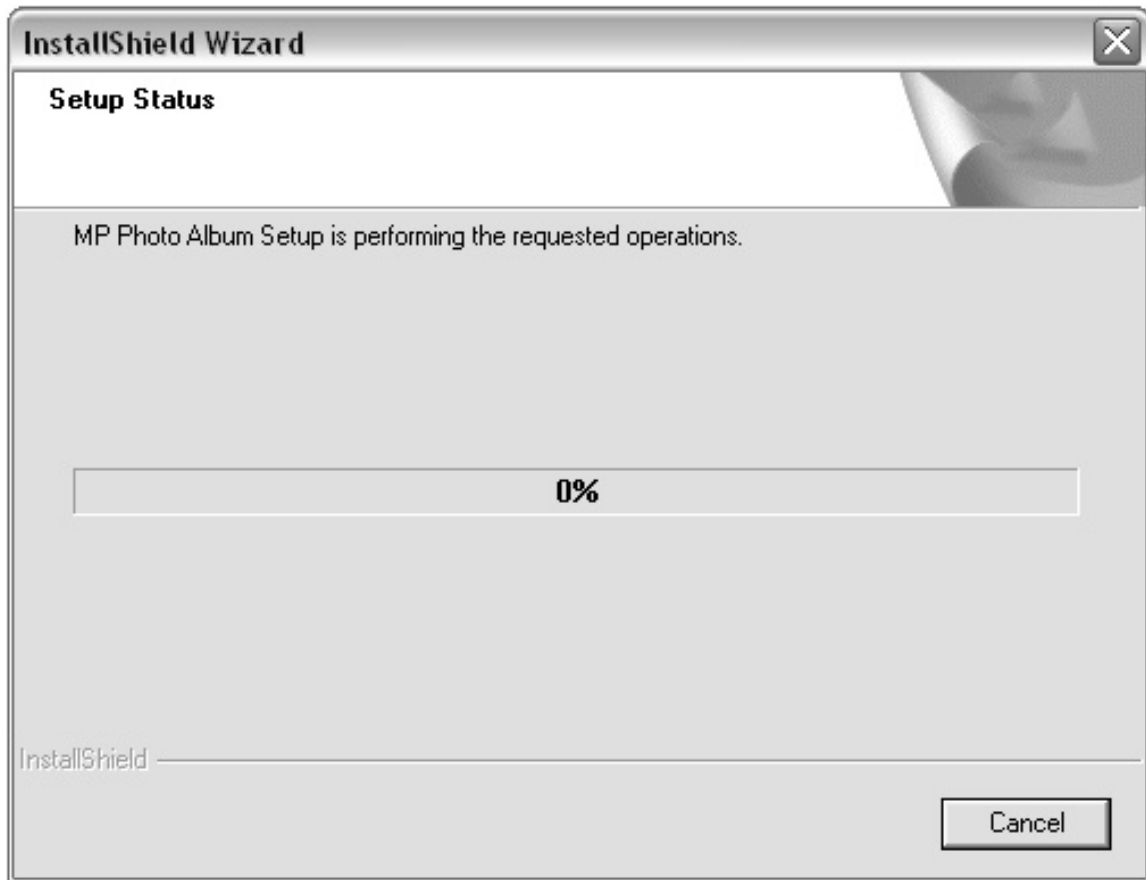 InstallShield Wizard
Setup Status
MP Photo Album Setup is performing the requested operations.
0%
InstallShield
Cancel